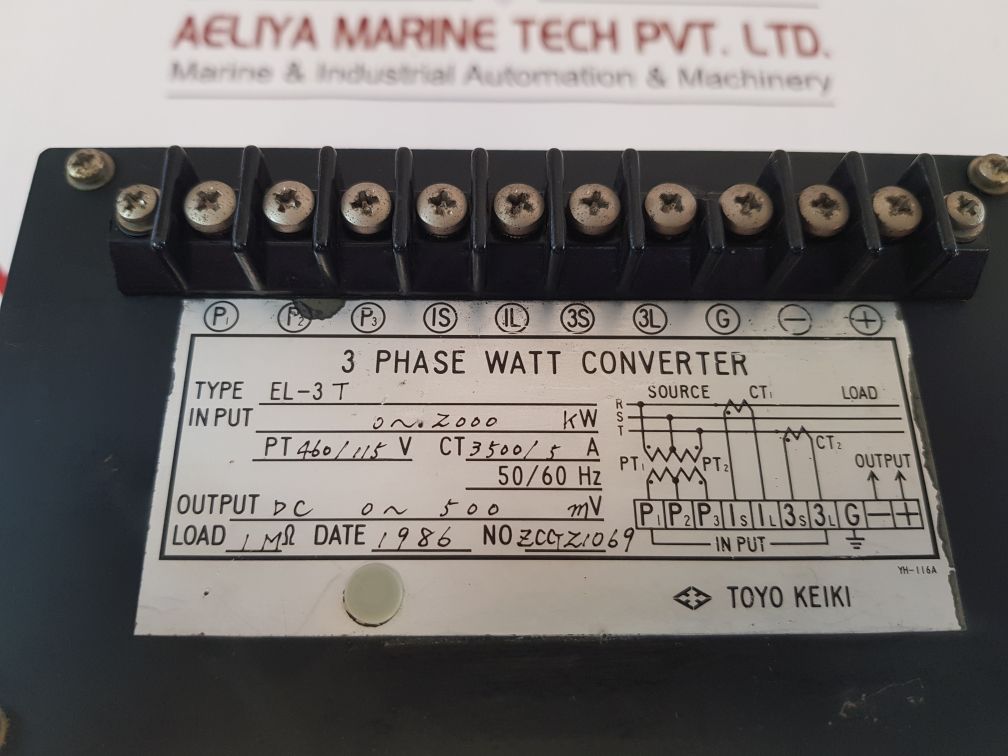 AELIYA MARINE TECH PVT. LTD.
Marine & Industrial Automation & Machinery
P1 P2 P3 1S 1L 3S 3L G − +
3 PHASE WATT CONVERTER
TYPE EL-3T
INPUT 0~2000 kW
PT 460/115 V CT 3500/5 A
50/60 Hz
OUTPUT DC 0~500 mV
LOAD 1MΩ DATE 1986 NO ZCGZ1069
SOURCE CT1 LOAD
R
S
T
CT2
PT1 PT2 OUTPUT
P1 P2 P3 1S 1L 3S 3L G − +
INPUT
YH-116A
TOYO KEIKI